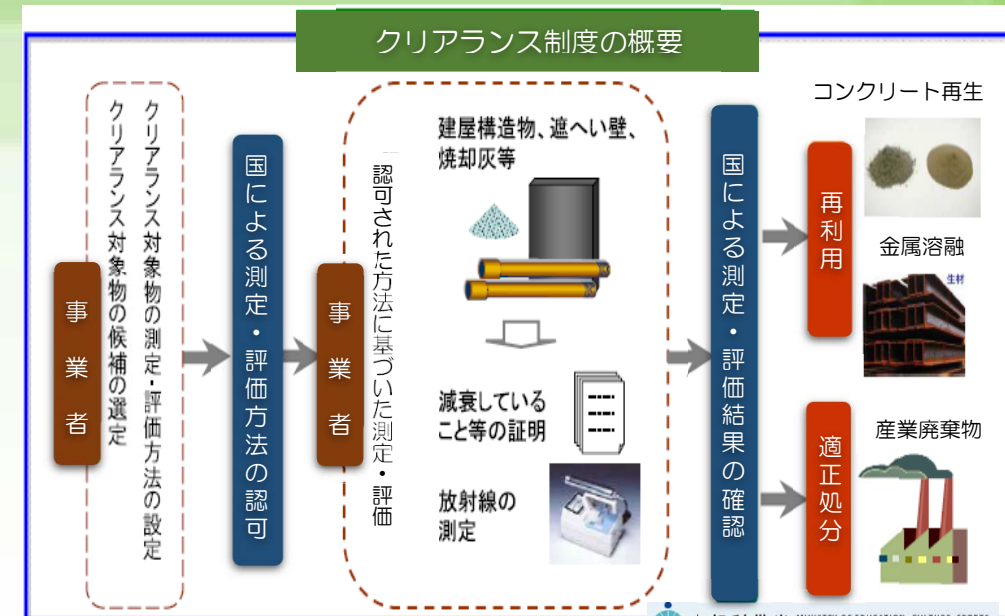 クリアランス制度の概要
事業者
クリアランス対象物の測定・評価方法の設定
クリアランス対象物の候補の選定
国による測定・評価方法の認可
事業者
認可された方法に基づいた測定・評価
建屋構造物、遮へい壁、
焼却灰等
減衰している
こと等の証明
放射線の
測定
国による測定・評価結果の確認
再利用
コンクリート再生
金属溶融
生材
適正処分
産業廃棄物